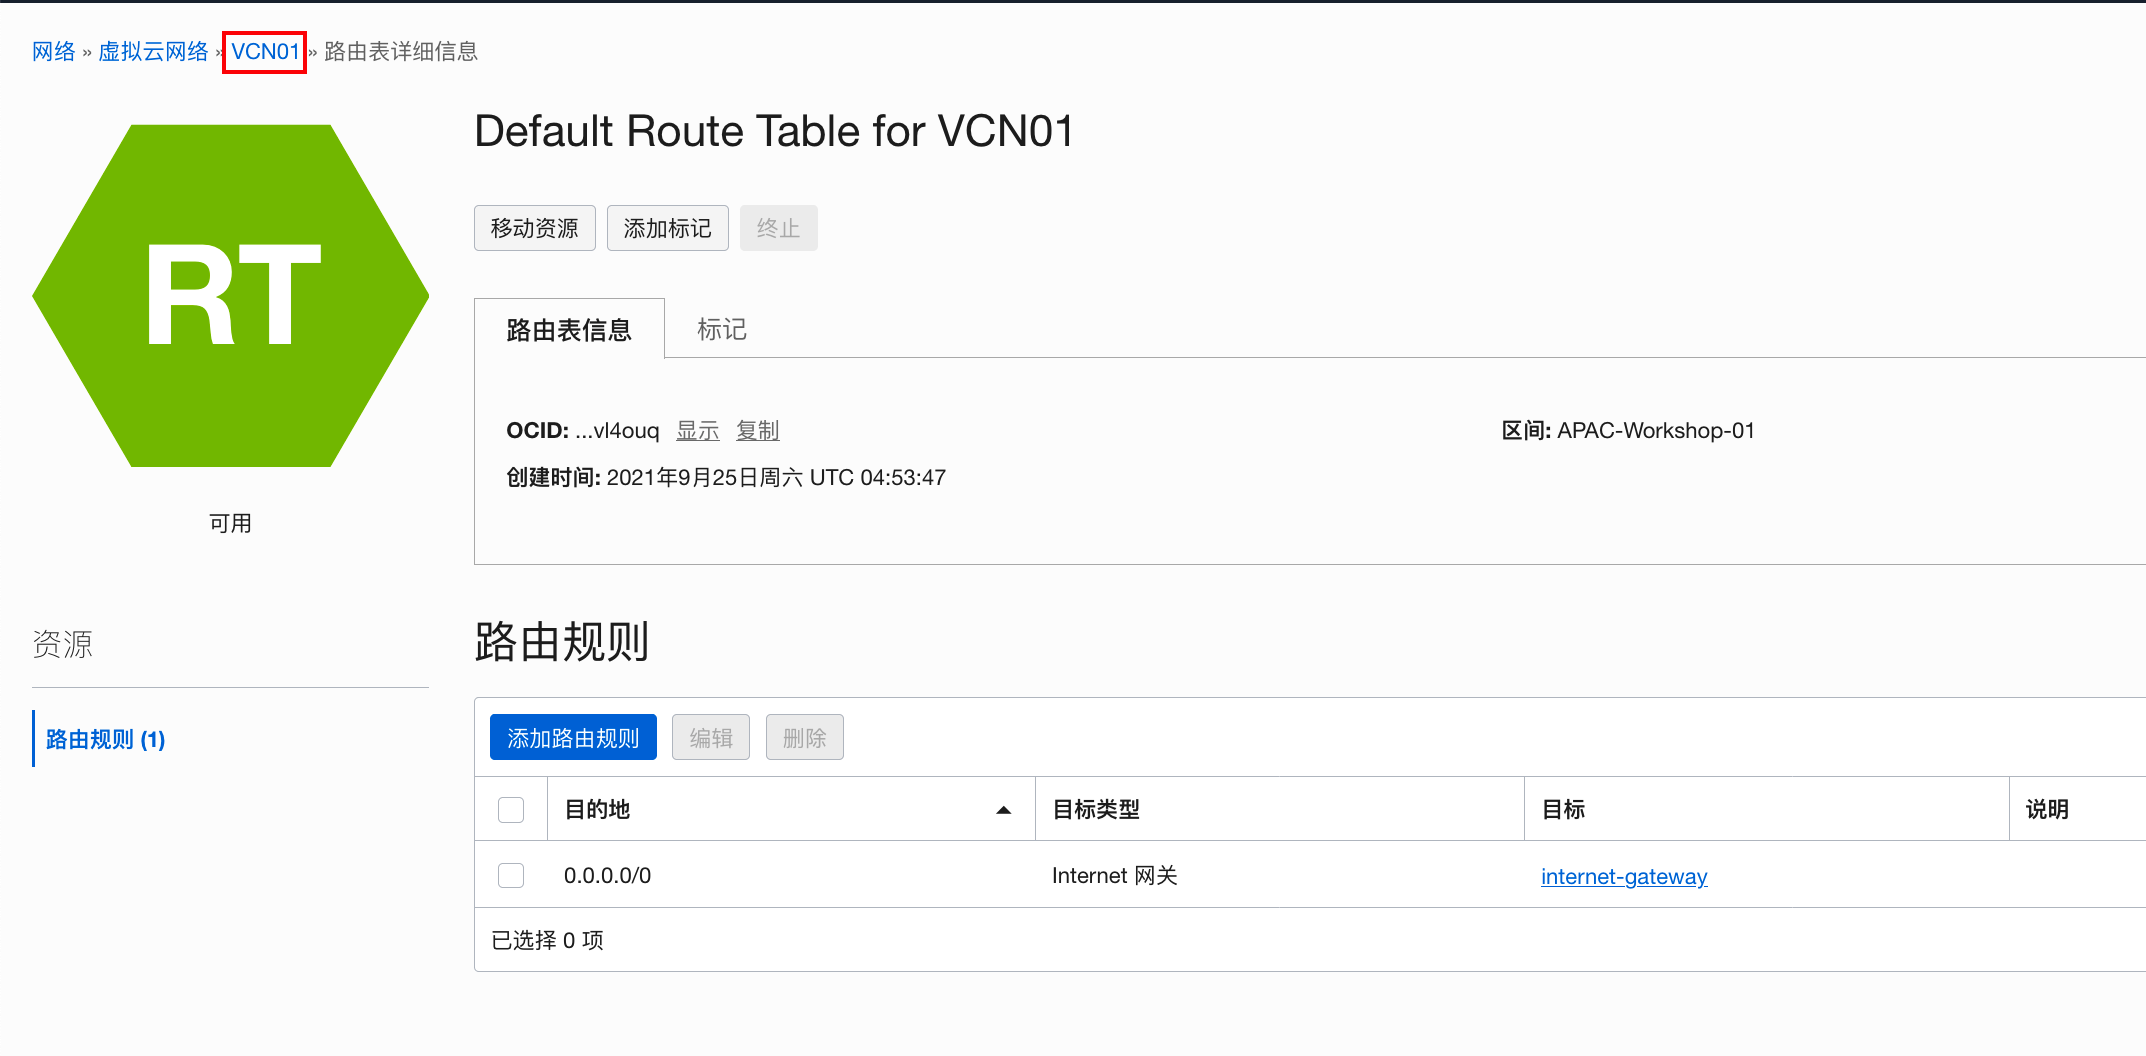 网络 » 虚拟云网络 » VCN01 » 路由表详细信息
RT
可用
Default Route Table for VCN01
移动资源 添加标记 终止
路由表信息 标记
OCID: ...vl4ouq 显示 复制 区间: APAC-Workshop-01
创建时间: 2021年9月25日周六 UTC 04:53:47
资源
路由规则 (1)
路由规则
添加路由规则 编辑 删除
目的地 目标类型 目标 说明
0.0.0.0/0 Internet 网关 internet-gateway
已选择 0 项